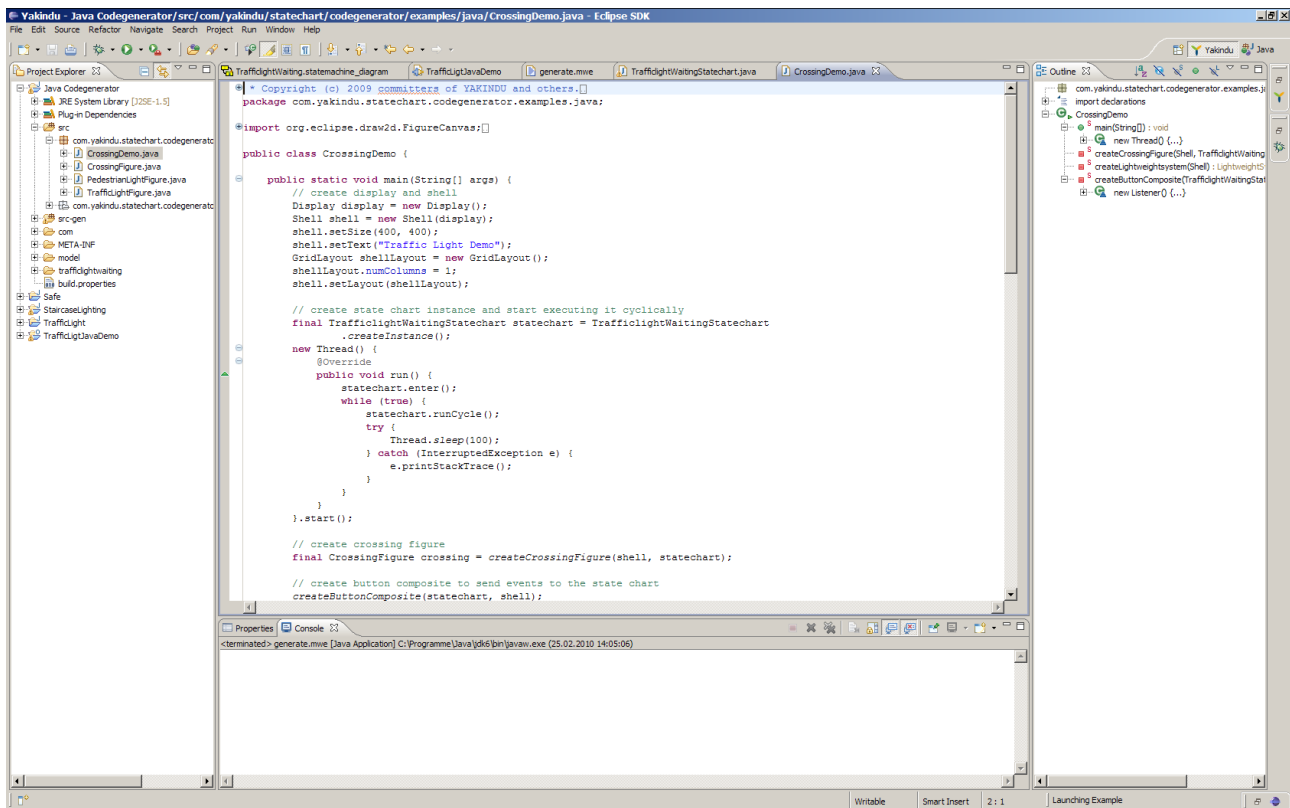 Yakindu - Java Codegenerator/src/com/yakindu/statechart/codegenerator/examples/java/CrossingDemo.java - Eclipse SDK
File Edit Source Refactor Navigate Search Project Run Window Help
Yakindu Java
Project Explorer
Java Codegenerator
JRE System Library [J2SE-1.5]
Plug-in Dependencies
src
com.yakindu.statechart.codegeneratc
CrossingDemo.java
CrossingFigure.java
PedestrianLightFigure.java
TrafficLightFigure.java
com.yakindu.statechart.codegeneratc
src-gen
com
META-INF
model
trafficlightwaiting
build.properties
Safe
StaircaseLighting
TrafficLight
TrafficLigtJavaDemo
TrafficlightWaiting.statemachine_diagram TrafficLigtJavaDemo generate.mwe TrafficlightWaitingStatechart.java CrossingDemo.java
* Copyright (c) 2009 committers of YAKINDU and others.
package com.yakindu.statechart.codegenerator.examples.java;
import org.eclipse.draw2d.FigureCanvas;
public class CrossingDemo {
public static void main(String[] args) {
// create display and shell
Display display = new Display();
Shell shell = new Shell(display);
shell.setSize(400, 400);
shell.setText("Traffic Light Demo");
GridLayout shellLayout = new GridLayout();
shellLayout.numColumns = 1;
shell.setLayout(shellLayout);
// create state chart instance and start executing it cyclically
final TrafficlightWaitingStatechart statechart = TrafficlightWaitingStatechart
.createInstance();
new Thread() {
@Override
public void run() {
statechart.enter();
while (true) {
statechart.runCycle();
try {
Thread.sleep(100);
} catch (InterruptedException e) {
e.printStackTrace();
}
}
}
}.start();
// create crossing figure
final CrossingFigure crossing = createCrossingFigure(shell, statechart);
// create button composite to send events to the state chart
createButtonComposite(statechart, shell);
Outline
com.yakindu.statechart.codegenerator.examples.ja
import declarations
CrossingDemo
main(String[]) : void
new Thread() {...}
createCrossingFigure(Shell, TrafficlightWaiting
createLightweightsystem(Shell) : LightweightS
createButtonComposite(TrafficlightWaitingStat
new Listener() {...}
Properties Console
<terminated> generate.mwe [Java Application] C:\Programme\Java\jdk6\bin\javaw.exe (25.02.2010 14:05:06)
Writable Smart Insert 2 : 1 Launching Example